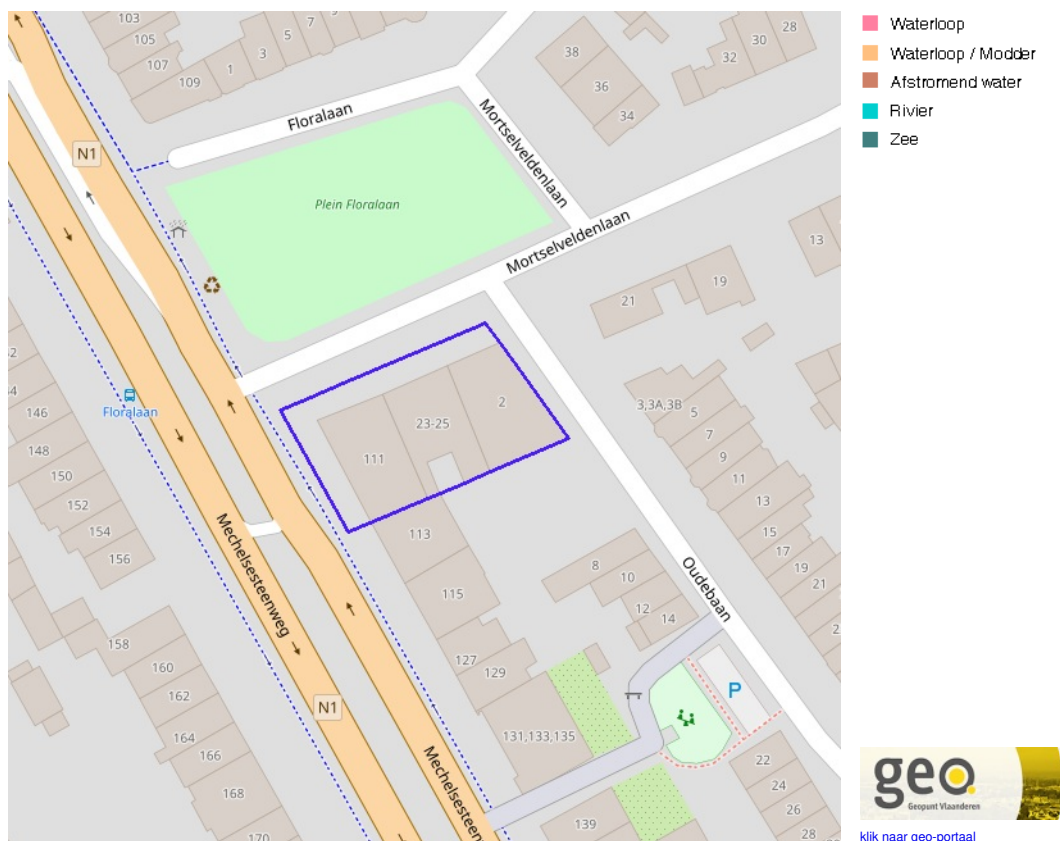 103
105
107
109
1
3
5
7
9
38
36
34
32
30
28
Floralaan
Mortselveldenlaan
N1
Plein Floralaan
Mortselveldenlaan
13
21
19
146
148
150
152
154
156
Floralaan
2
23-25
111
3,3A,3B
5
7
9
11
13
15
17
19
21
113
115
Mechelsesteenweg
Oudebaan
8
10
12
14
127
129
158
160
162
164
166
168
170
N1
131,133,135
P
22
24
26
28
139
Mechelsesteenw
Waterloop
Waterloop / Modder
Afstromend water
Rivier
Zee
geo
Geopunt Vlaanderen
klik naar geo-portaal